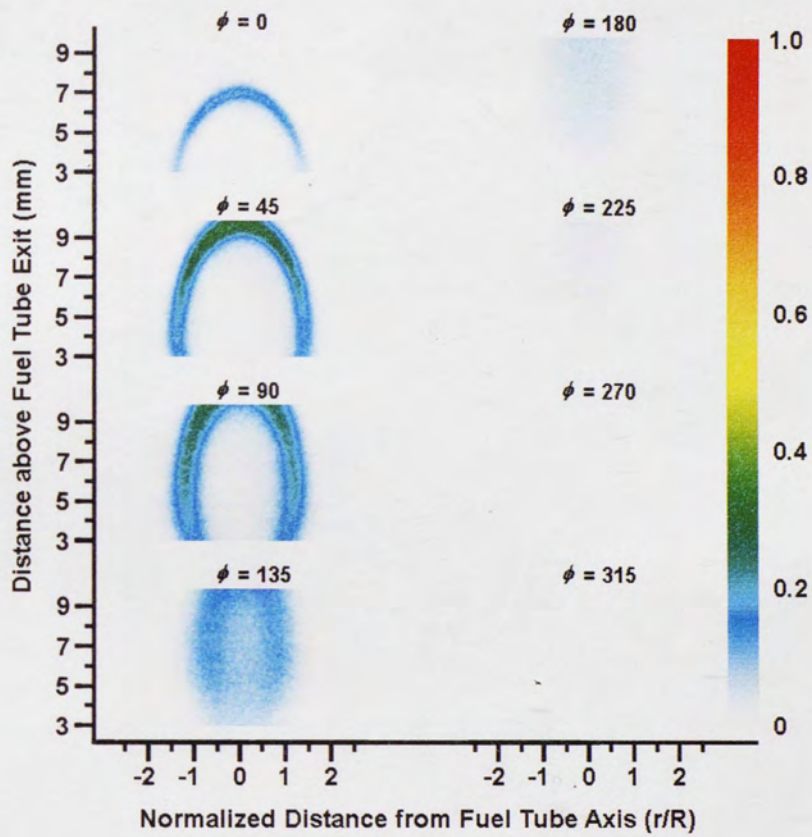 Distance above Fuel Tube Exit (mm)
ϕ = 0
9
7
5
3
ϕ = 45
9
7
5
3
ϕ = 90
9
7
5
3
ϕ = 135
9
7
5
3
ϕ = 180
ϕ = 225
ϕ = 270
ϕ = 315
1.0
0.8
0.6
0.4
0.2
0
-2 -1 0 1 2 -2 -1 0 1 2
Normalized Distance from Fuel Tube Axis (r/R)